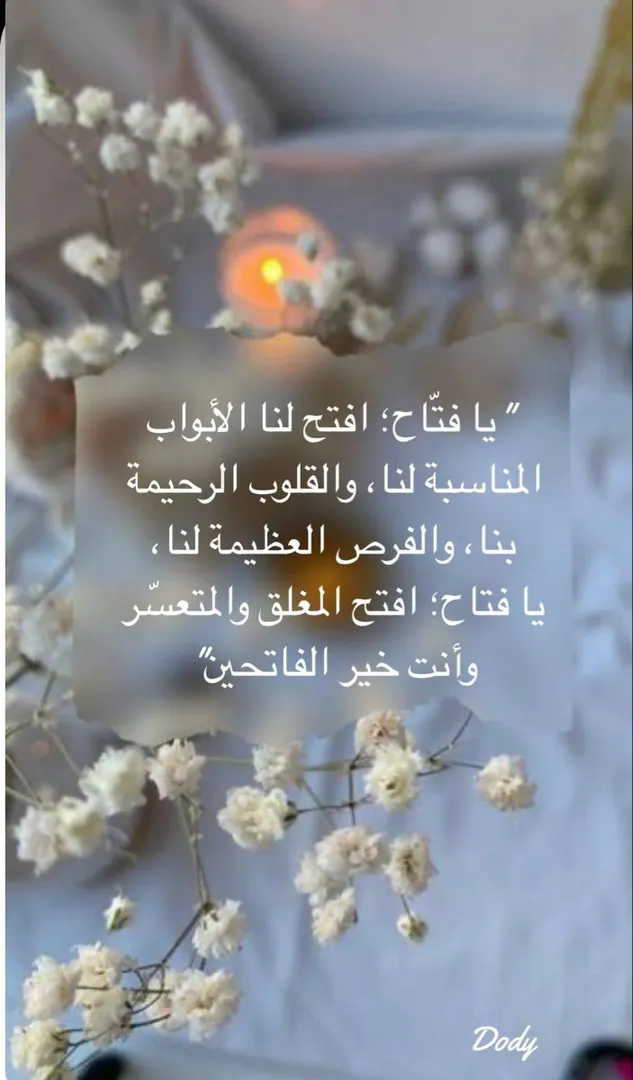 ” يا فتّاح؛ افتح لنا الأبواب
المناسبة لنا، والقلوب الرحيمة
بنا، والفرص العظيمة لنا،
يا فتاح؛ افتح المغلق والمتعسّر
وأنت خير الفاتحين”
Dody